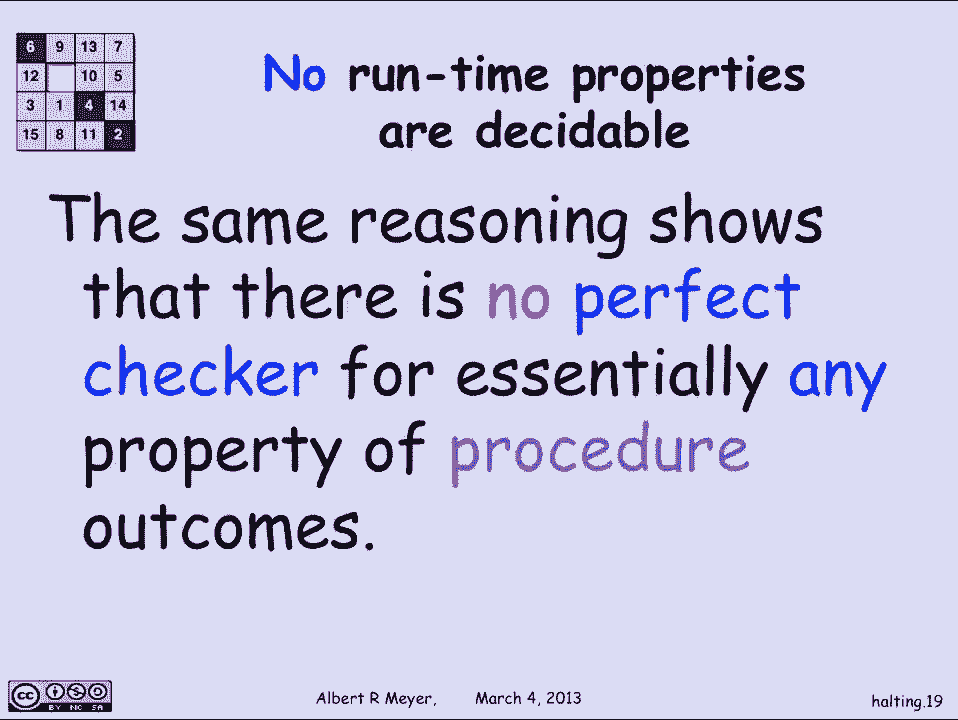 6 9 13 7
12 10 5
3 1 4 14
15 8 11 2
No run-time properties
are decidable
The same reasoning shows
that there is no perfect
checker for essentially any
property of procedure
outcomes.
cc BY NC SA
Albert R Meyer, March 4, 2013
halting.19